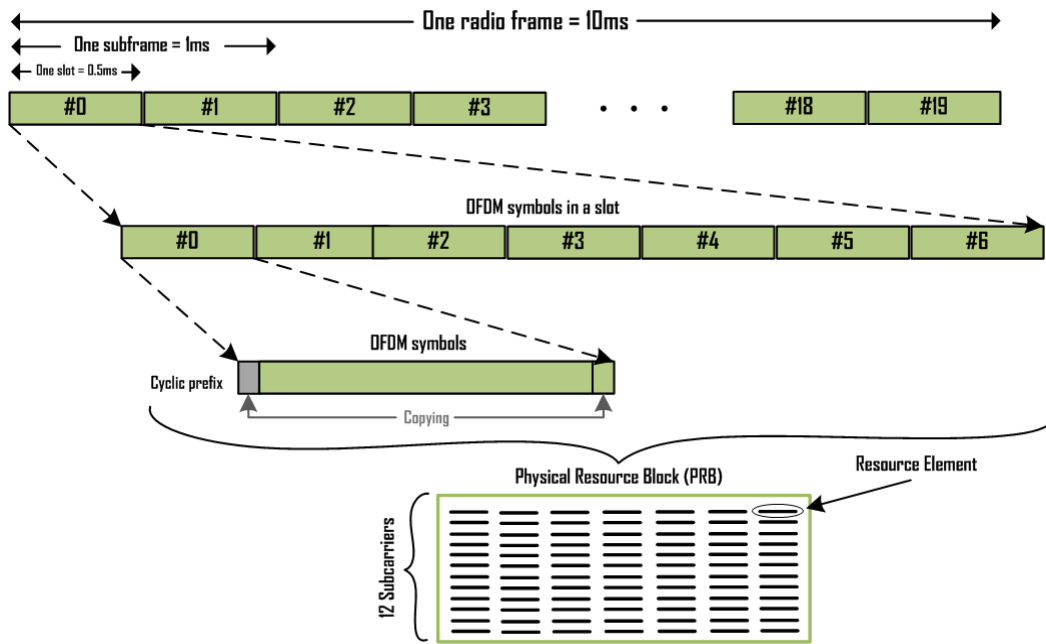 One radio frame = 10ms
One subframe = 1ms
One slot = 0.5ms
#0 #1 #2 #3 . . . #18 #19
OFDM symbols in a slot
#0 #1 #2 #3 #4 #5 #6
OFDM symbols
Cyclic prefix
Copying
Physical Resource Block (PRB)
Resource Element
12 Subcarriers